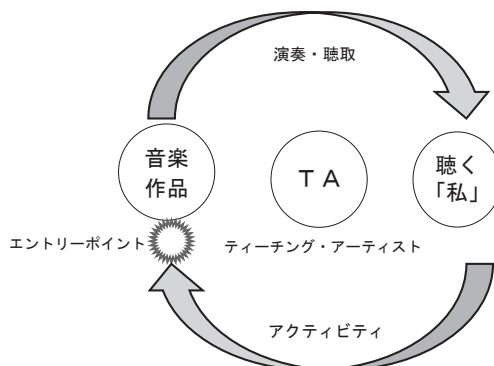 演奏・聴取
音楽
作品
TA
聴く
「私」
エントリーポイント
ティーチング・アーティスト
アクティビティ